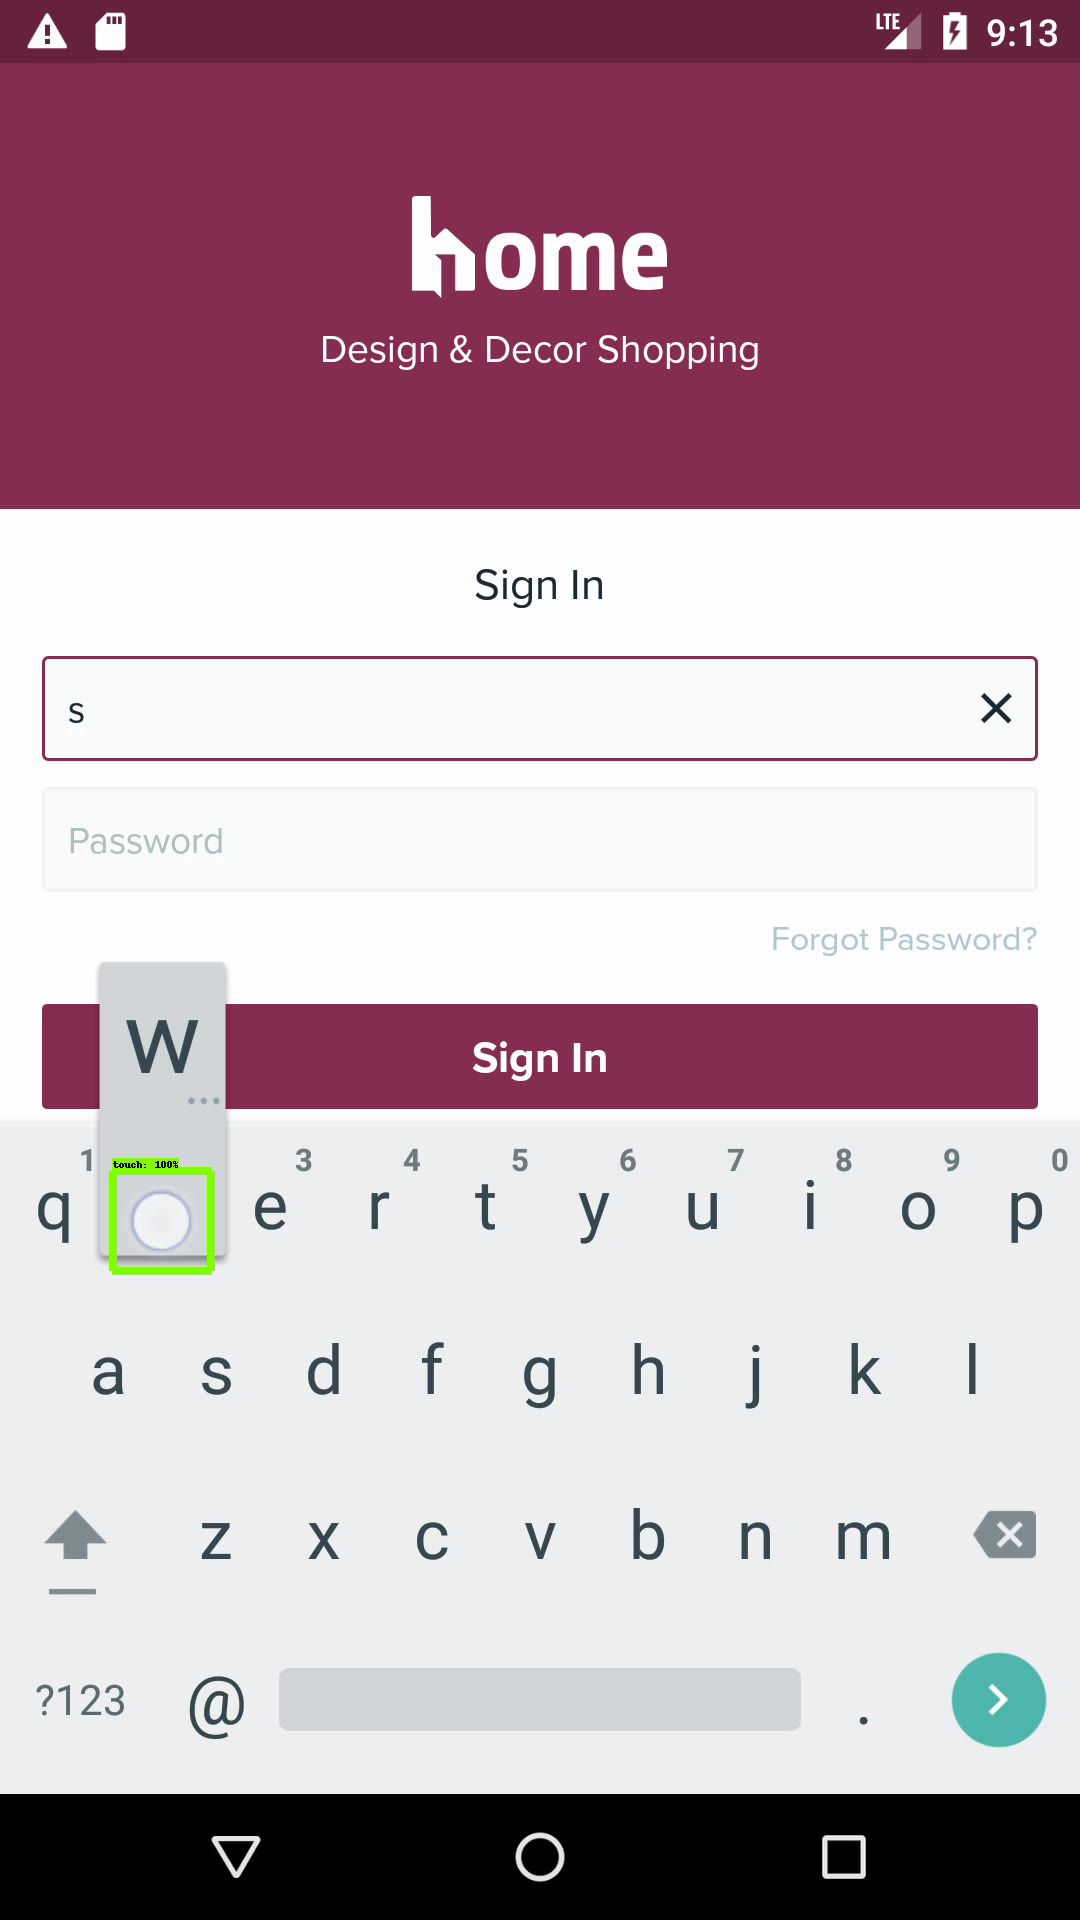 LTE 9:13
home
Design & Decor Shopping
Sign In
s
Password
Forgot Password?
Sign In
w
touch: 100%
1 3 4 5 6 7 8 9 0
q e r t y u i o p
a s d f g h j k l
z x c v b n m
?123 @ .